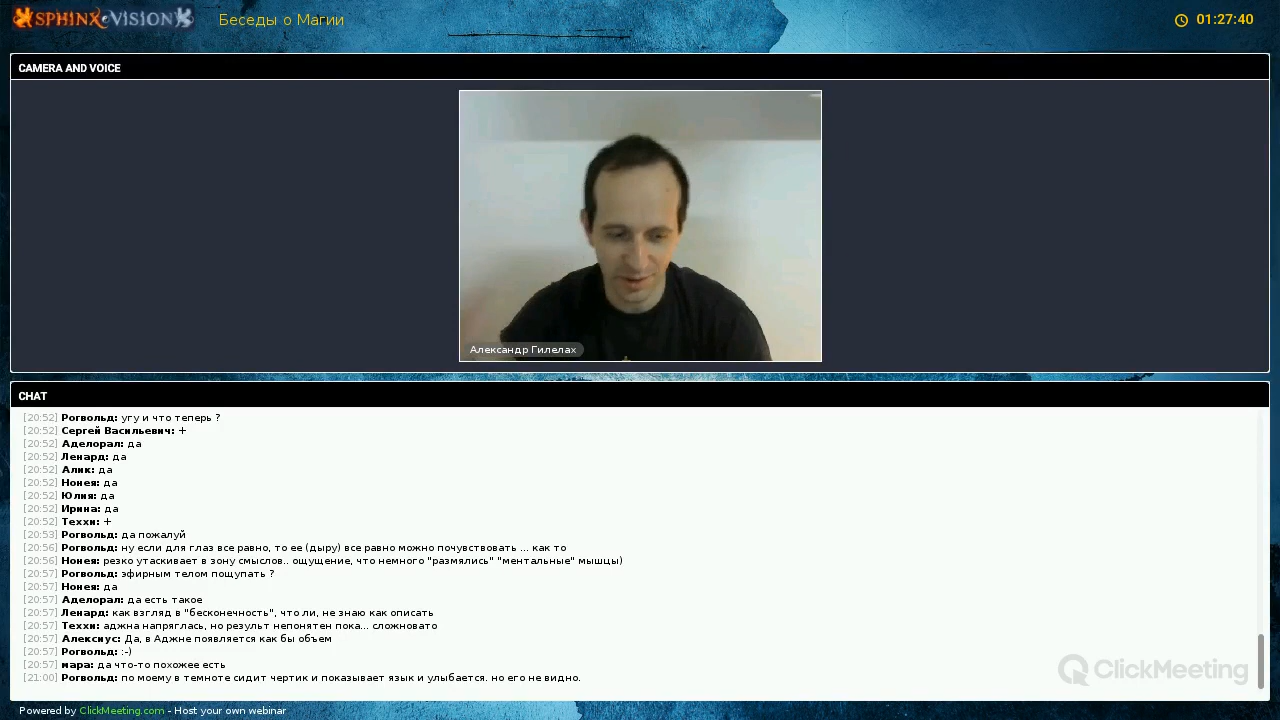 SPHINX VISION
Беседы о Магии
01:27:40
CAMERA AND VOICE
Александр Гилелах
CHAT
[20:52] Рогвольд: угу и что теперь ?
[20:52] Сергей Васильевич: +
[20:52] Аделорал: да
[20:52] Ленард: да
[20:52] Алик: да
[20:52] Нонея: да
[20:52] Юлия: да
[20:52] Ирина: да
[20:52] Теххи: +
[20:53] Рогвольд: да пожалуй
[20:56] Рогвольд: ну если для глаз все равно, то ее (дыру) все равно можно почувствовать ... как то
[20:56] Нонея: резко утаскивает в зону смыслов.. ощущение, что немного "размялись" "ментальные" мышцы)
[20:57] Рогвольд: эфирным телом пощупать ?
[20:57] Нонея: да
[20:57] Аделорал: да есть такое
[20:57] Ленард: как взгляд в "бесконечность", что ли, не знаю как описать
[20:57] Теххи: аджна напряглась, но результ непонятен пока... сложновато
[20:57] Алексиус: Да, в Аджне появляется как бы объем
[20:57] Рогвольд: :-)
[20:57] мара: да что-то похожее есть
[21:00] Рогвольд: по моему в темноте сидит чертик и показывает язык и улыбается. но его не видно.
ClickMeeting
Powered by ClickMeeting.com - Host your own webinar